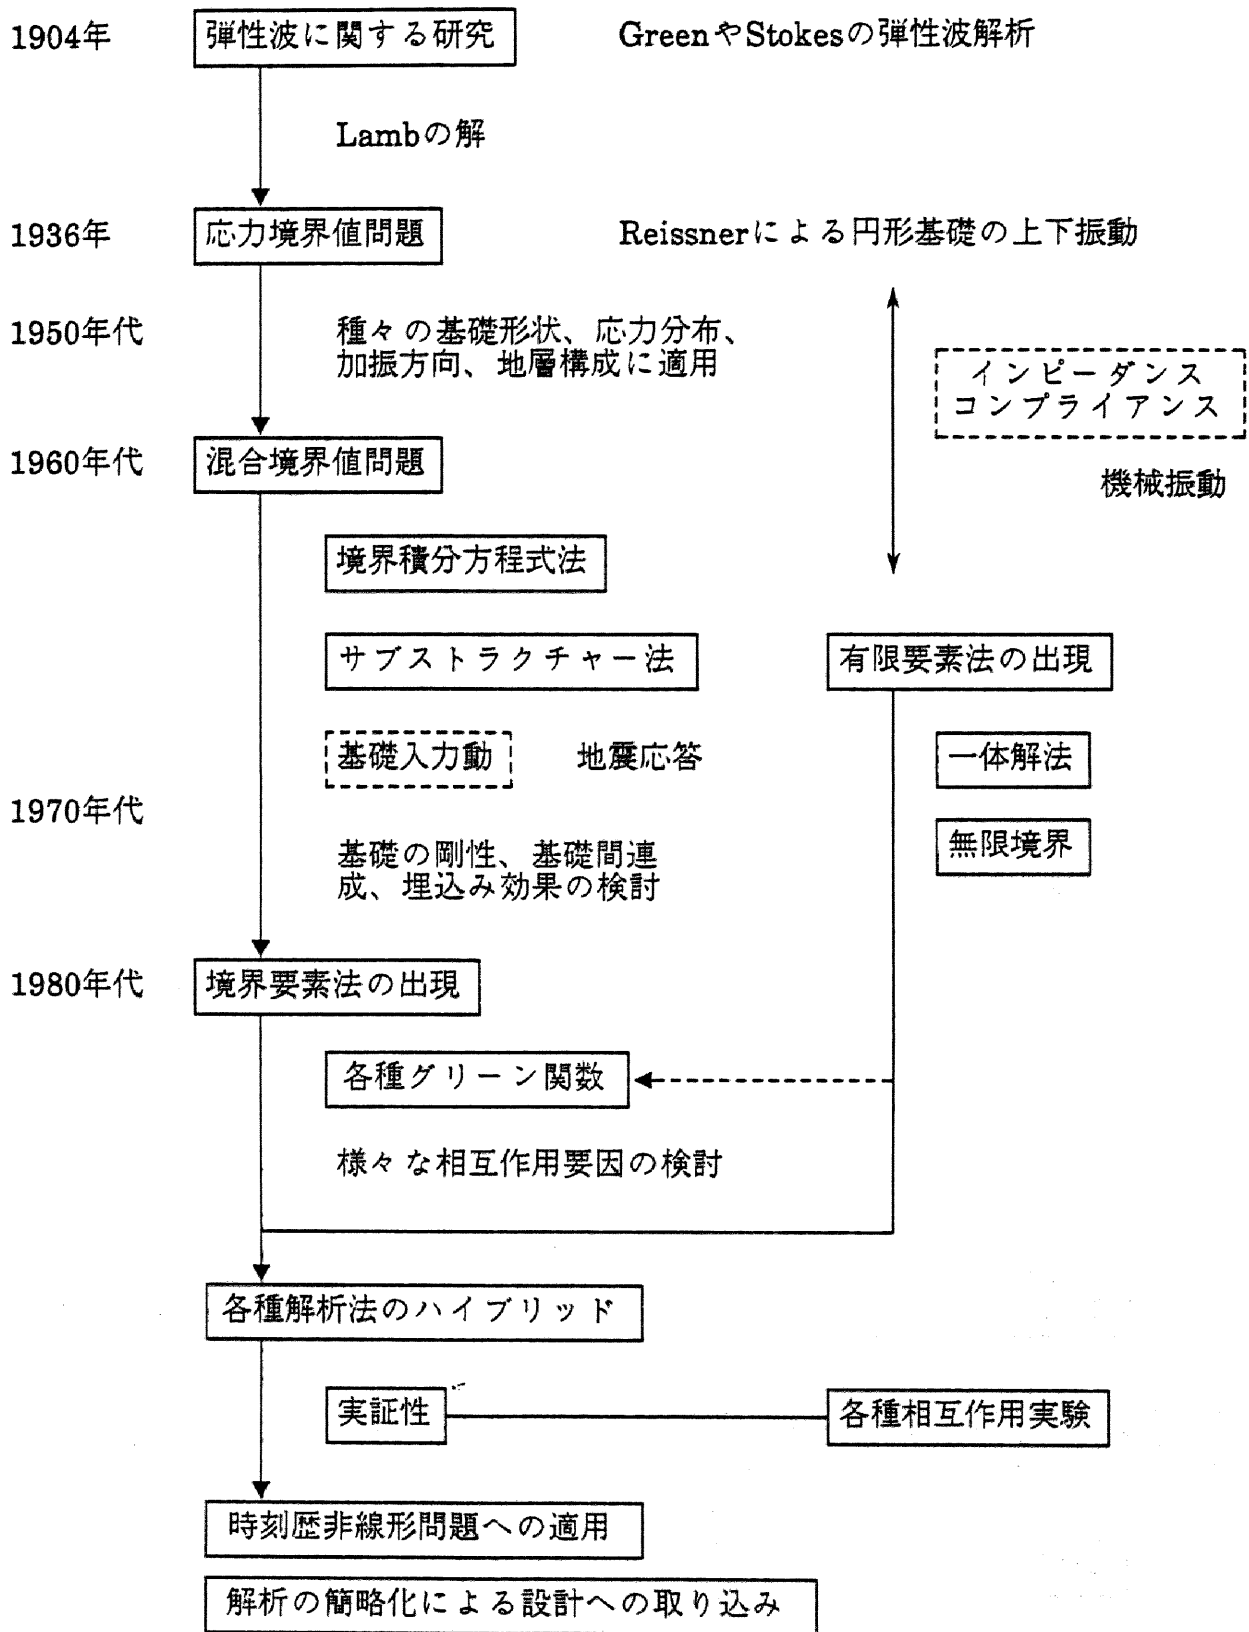 1904年 弾性波に関する研究 GreenやStokesの弾性波解析
Lambの解
1936年 応力境界値問題 Reissnerによる円形基礎の上下振動
1950年代 種々の基礎形状、応力分布、
加振方向、地層構成に適用
インピーダンス
コンプライアンス
1960年代 混合境界値問題
機械振動
境界積分方程式法
サブストラクチャー法 有限要素法の出現
基礎入力動 地震応答 一体解法
1970年代
基礎の剛性、基礎間連
成、埋込み効果の検討
無限境界
1980年代 境界要素法の出現
各種グリーン関数
様々な相互作用要因の検討
各種解析法のハイブリッド
実証性 各種相互作用実験
時刻歴非線形問題への適用
解析の簡略化による設計への取り込み